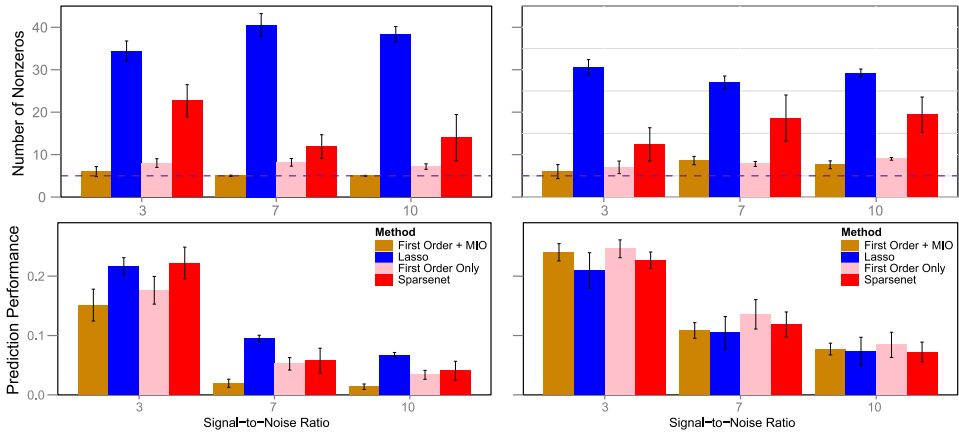 Number of Nonzeros
40
30
20
10
0
3 7 10
3 7 10
Prediction Performance
0.2
0.1
0.0
Method
First Order + MIO
Lasso
First Order Only
Sparsenet
3 7 10
Signal-to-Noise Ratio
Method
First Order + MIO
Lasso
First Order Only
Sparsenet
3 7 10
Signal-to-Noise Ratio